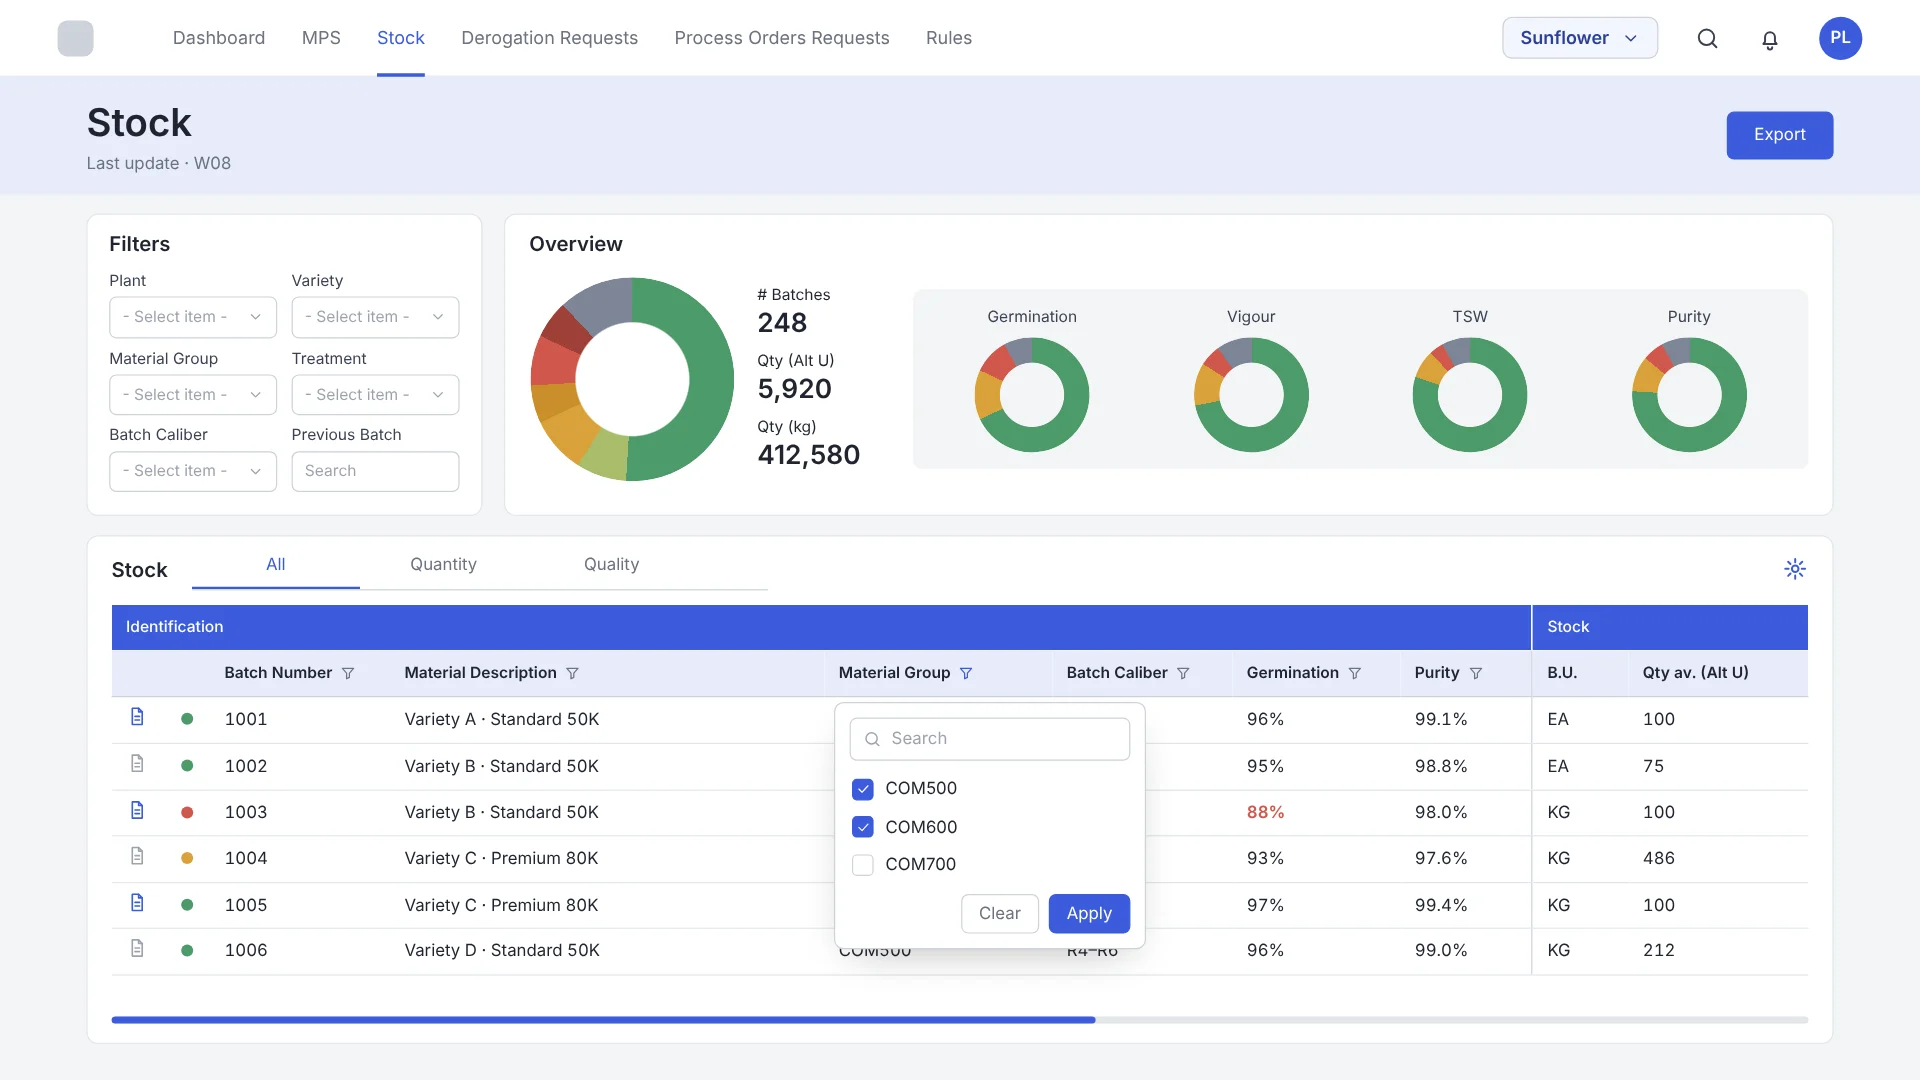 Dashboard MPS Stock Derogation Requests Process Orders Requests Rules Sunflower PL
Stock
Last update · W08
Export
Filters
Plant Variety
- Select item - - Select item -
Material Group Treatment
- Select item - - Select item -
Batch Caliber Previous Batch
- Select item - Search
Overview
# Batches
248
Qty (Alt U)
5,920
Qty (kg)
412,580
Germination Vigour TSW Purity
Stock All Quantity Quality
Identification Stock
Batch Number Material Description Material Group Batch Caliber Germination Purity B.U. Qty av. (Alt U)
1001 Variety A · Standard 50K 96% 99.1% EA 100
1002 Variety B · Standard 50K 95% 98.8% EA 75
1003 Variety B · Standard 50K 88% 98.0% KG 100
1004 Variety C · Premium 80K 93% 97.6% KG 486
1005 Variety C · Premium 80K 97% 99.4% KG 100
1006 Variety D · Standard 50K COM500 R4–R6 96% 99.0% KG 212
Search
COM500
COM600
COM700
Clear Apply